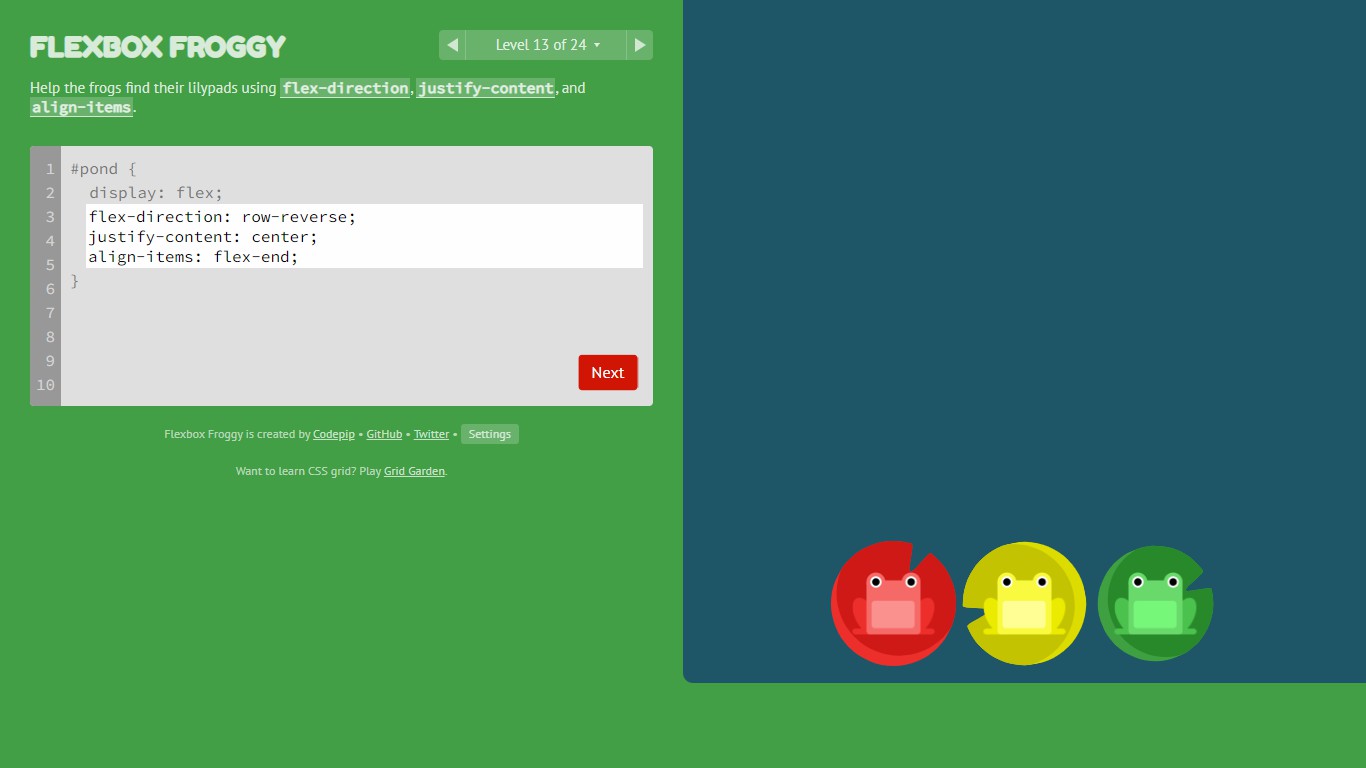 FLEXBOX FROGGY
Level 13 of 24
Help the frogs find their lilypads using flex-direction, justify-content, and
align-items.
1 #pond {
2 display: flex;
3 flex-direction: row-reverse;
4 justify-content: center;
5 align-items: flex-end;
6 }
7
8
9
10
Next
Flexbox Froggy is created by Codepip • GitHub • Twitter • Settings
Want to learn CSS grid? Play Grid Garden.